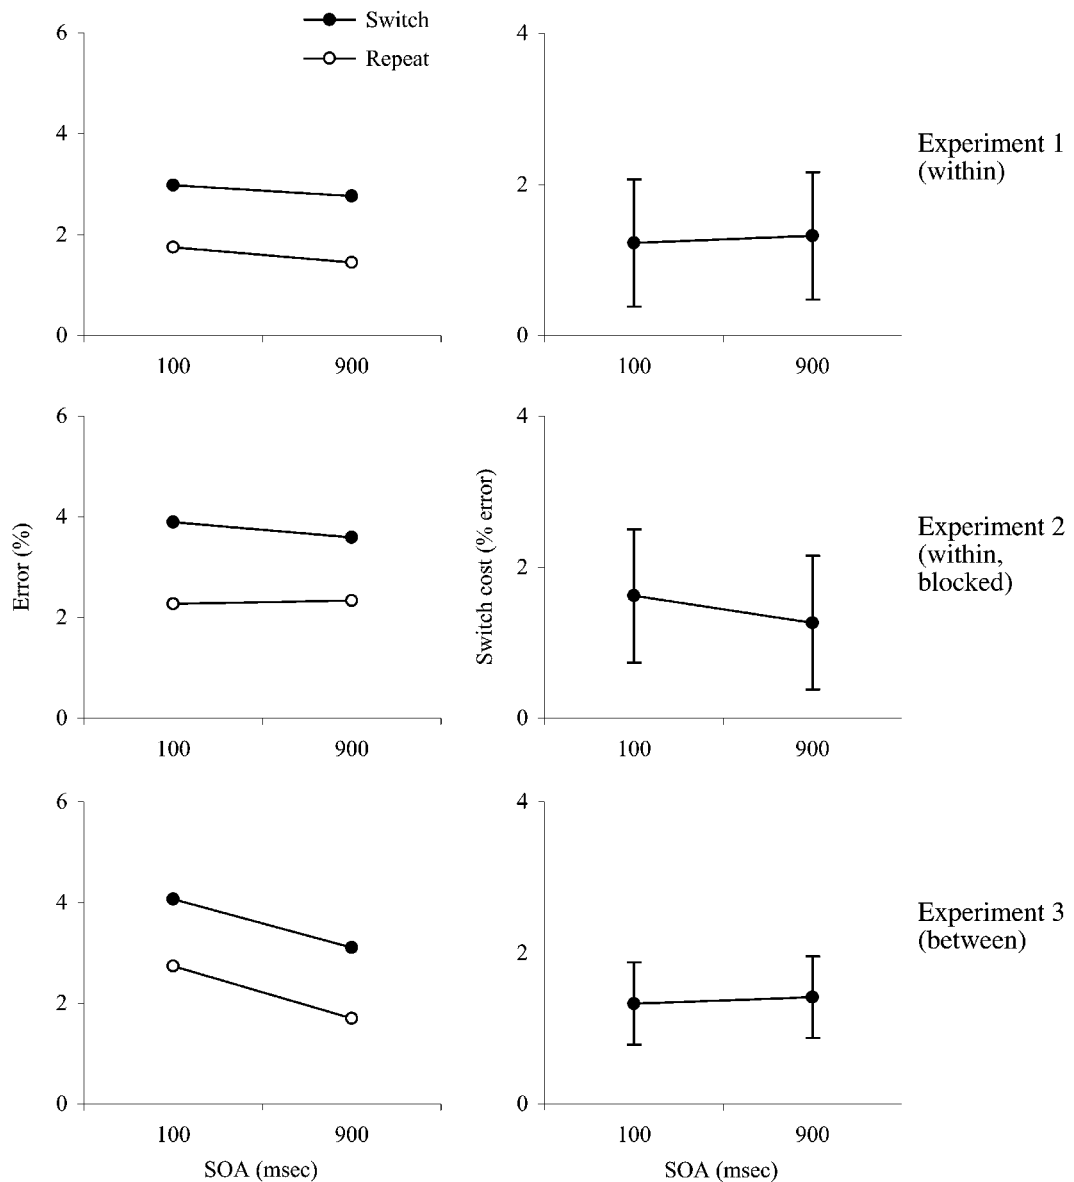 Switch
Repeat
6
4
2
0
100 900
4
2
0
100 900
Experiment 1
(within)
Error (%)
6
4
2
0
100 900
Switch cost (% error)
4
2
0
100 900
Experiment 2
(within,
blocked)
6
4
2
0
100 900
SOA (msec)
4
2
0
100 900
SOA (msec)
Experiment 3
(between)